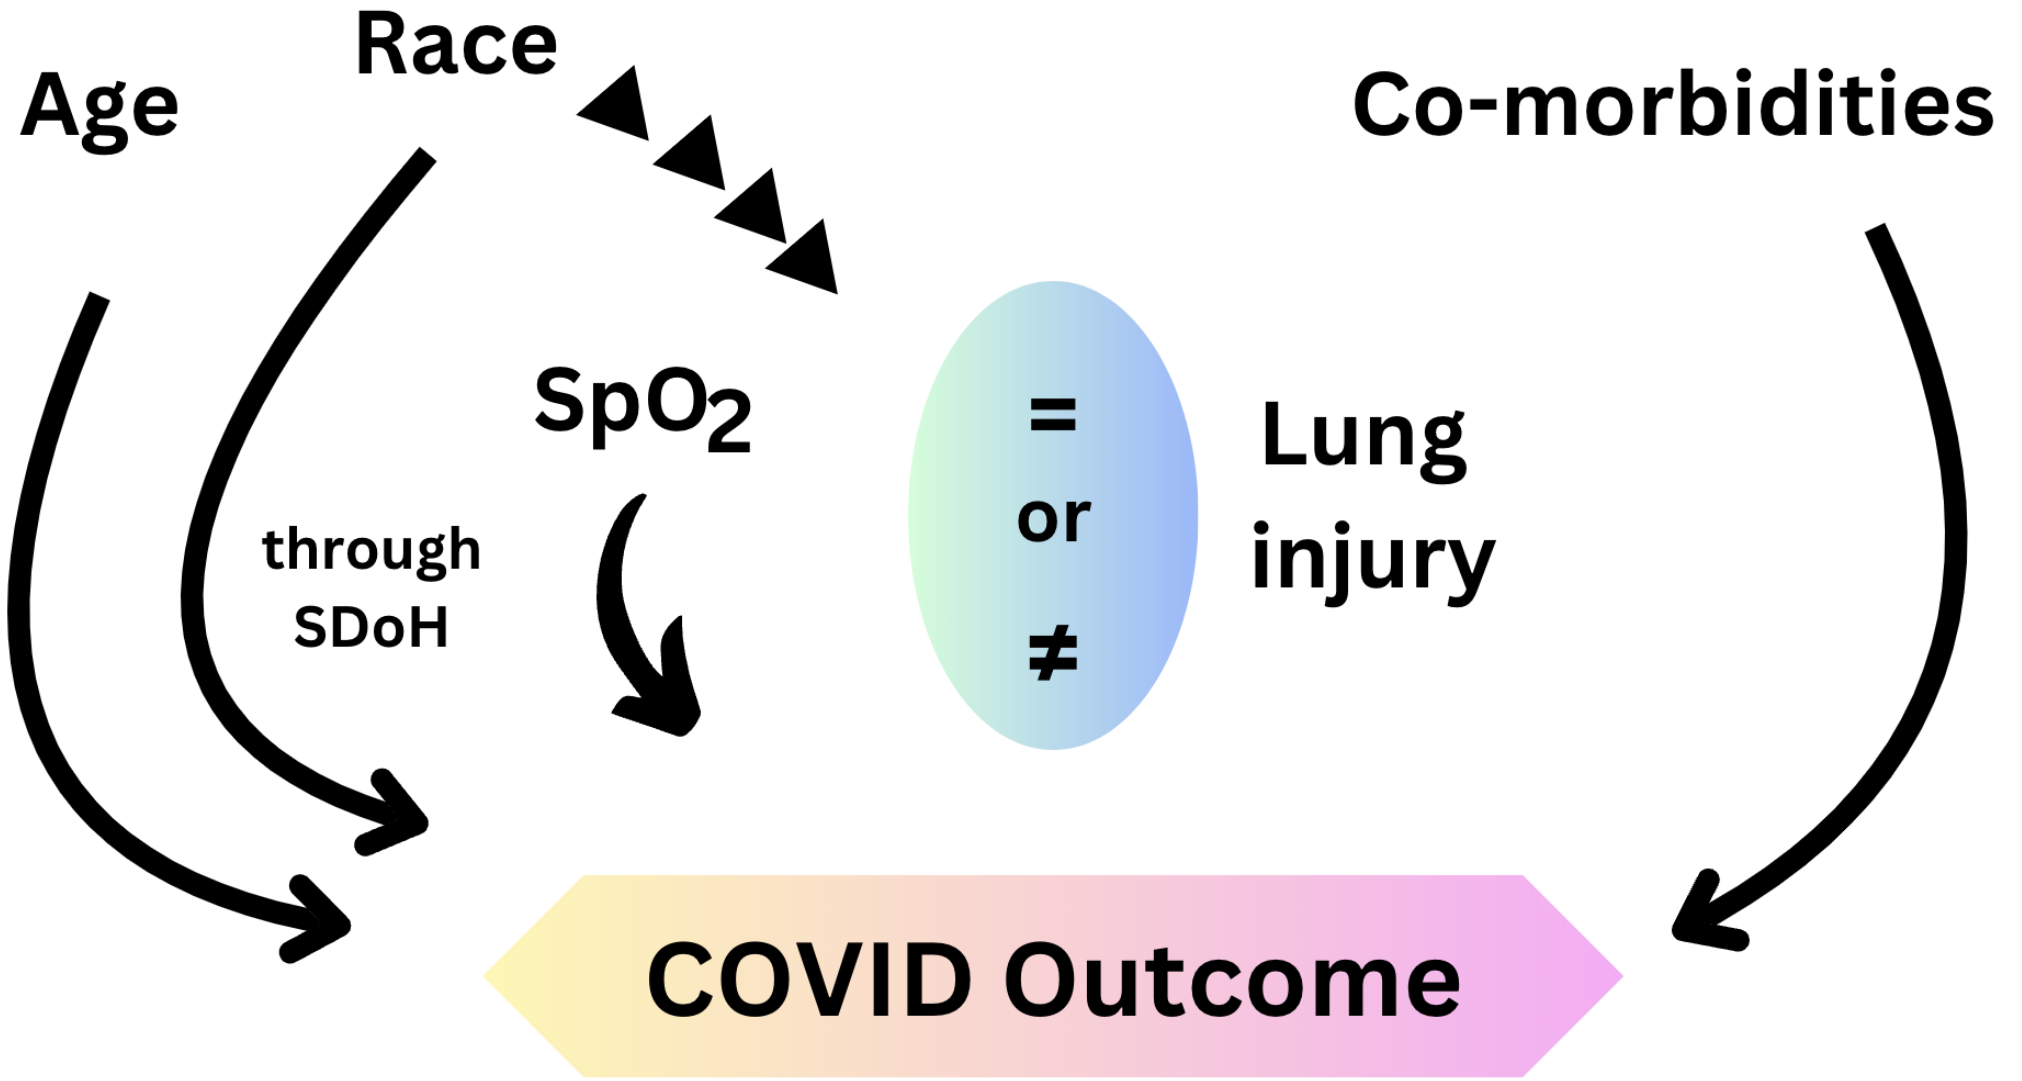 Race
Age
Co-morbidities
SpO2
=
or
≠
Lung
injury
through
SDoH
COVID Outcome